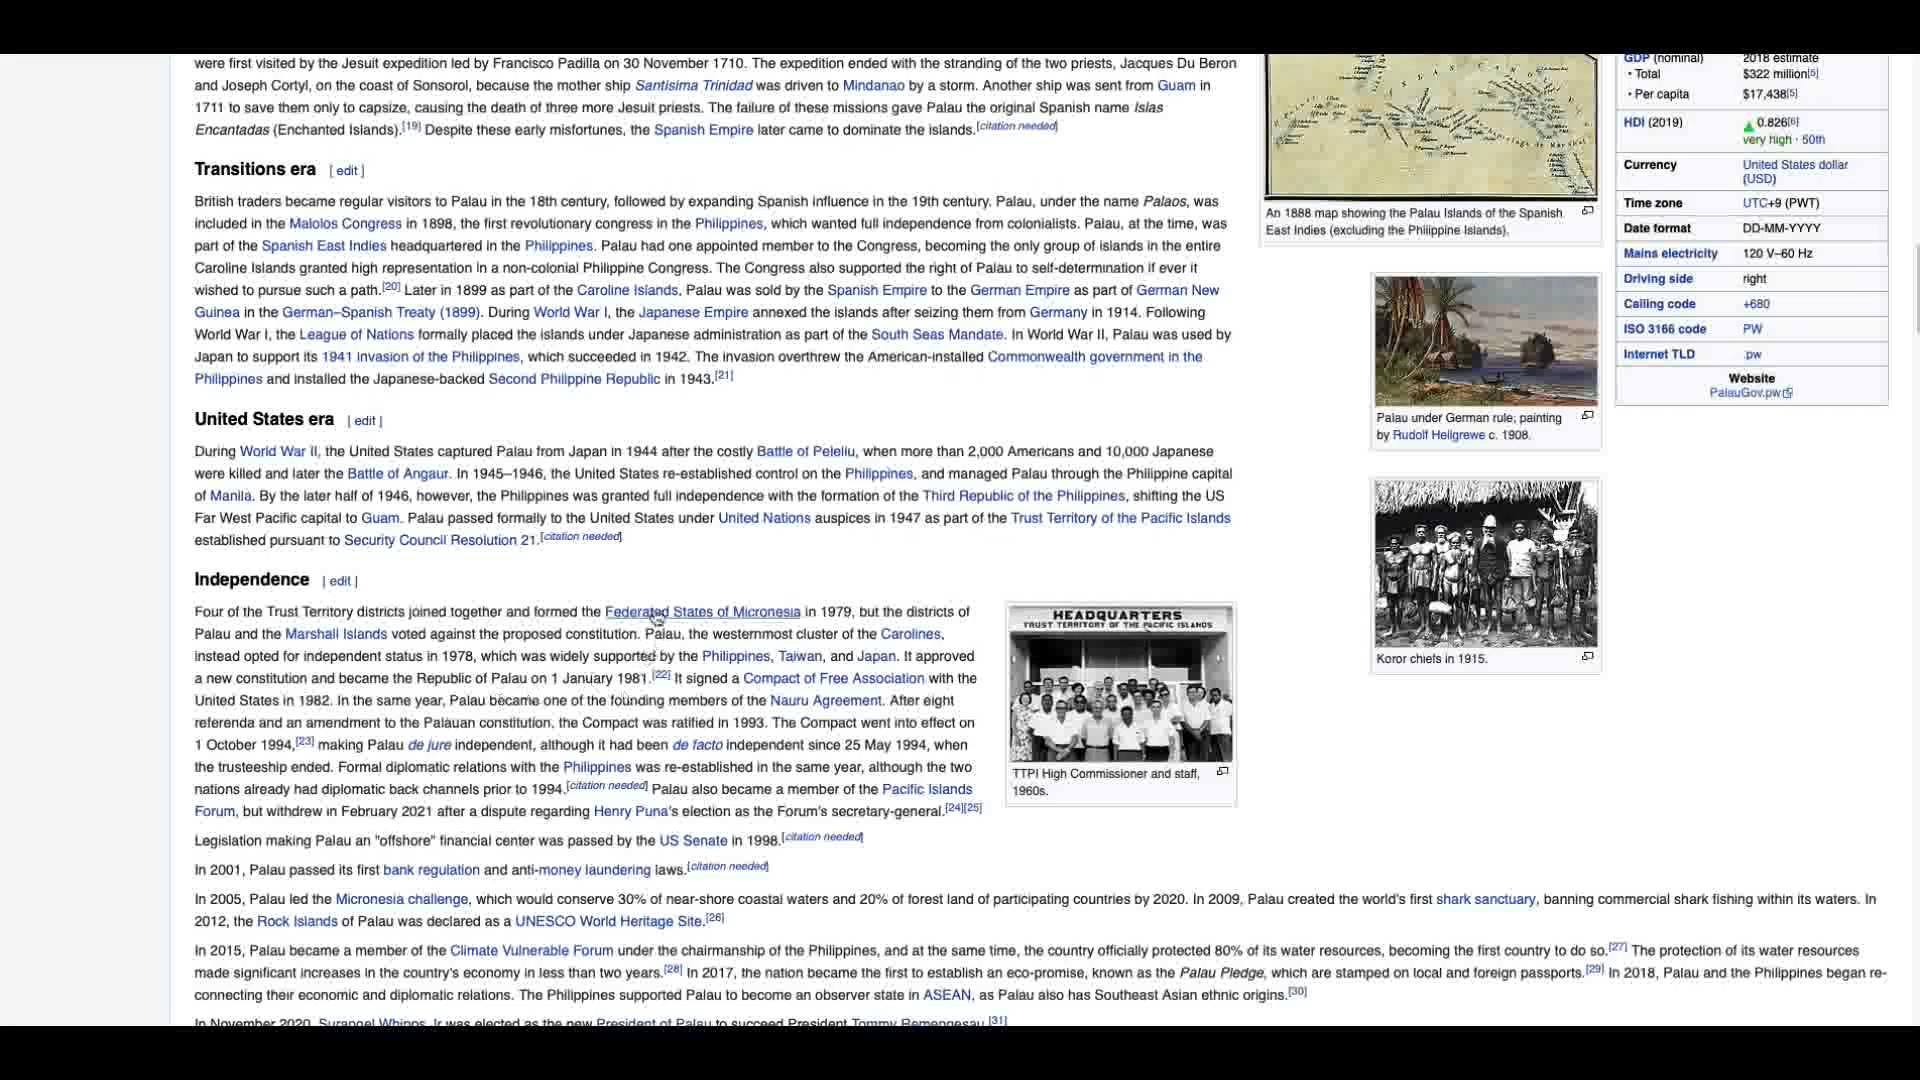 were first visited by the Jesuit expedition led by Francisco Padilla on 30 November 1710. The expedition ended with the stranding of the two priests, Jacques Du Beron
and Joseph Cortyl, on the coast of Sonsorol, because the mother ship Santísima Trinidad was driven to Mindanao by a storm. Another ship was sent from Guam in
1711 to save them only to capsize, causing the death of three more Jesuit priests. The failure of these missions gave Palau the original Spanish name Islas
Encantadas (Enchanted Islands).[19] Despite these early misfortunes, the Spanish Empire later came to dominate the islands.[citation needed]
Transitions era [ edit ]
British traders became regular visitors to Palau in the 18th century, followed by expanding Spanish influence in the 19th century. Palau, under the name Palaos, was
included in the Malolos Congress in 1898, the first revolutionary congress in the Philippines, which wanted full independence from colonialists. Palau, at the time, was
part of the Spanish East Indies headquartered in the Philippines. Palau had one appointed member to the Congress, becoming the only group of islands in the entire
Caroline Islands granted high representation in a non-colonial Philippine Congress. The Congress also supported the right of Palau to self-determination if ever it
wished to pursue such a path.[20] Later in 1899 as part of the Caroline Islands, Palau was sold by the Spanish Empire to the German Empire as part of German New
Guinea in the German–Spanish Treaty (1899). During World War I, the Japanese Empire annexed the islands after seizing them from Germany in 1914. Following
World War I, the League of Nations formally placed the islands under Japanese administration as part of the South Seas Mandate. In World War II, Palau was used by
Japan to support its 1941 invasion of the Philippines, which succeeded in 1942. The invasion overthrew the American-installed Commonwealth government in the
Philippines and installed the Japanese-backed Second Philippine Republic in 1943.[21]
United States era [ edit ]
During World War II, the United States captured Palau from Japan in 1944 after the costly Battle of Peleliu, when more than 2,000 Americans and 10,000 Japanese
were killed and later the Battle of Angaur. In 1945–1946, the United States re-established control on the Philippines, and managed Palau through the Philippine capital
of Manila. By the later half of 1946, however, the Philippines was granted full independence with the formation of the Third Republic of the Philippines, shifting the US
Far West Pacific capital to Guam. Palau passed formally to the United States under United Nations auspices in 1947 as part of the Trust Territory of the Pacific Islands
established pursuant to Security Council Resolution 21.[citation needed]
Independence [ edit ]
Four of the Trust Territory districts joined together and formed the Federated States of Micronesia in 1979, but the districts of
Palau and the Marshall Islands voted against the proposed constitution. Palau, the westernmost cluster of the Carolines,
instead opted for independent status in 1978, which was widely supported by the Philippines, Taiwan, and Japan. It approved
a new constitution and became the Republic of Palau on 1 January 1981.[22] It signed a Compact of Free Association with the
United States in 1982. In the same year, Palau became one of the founding members of the Nauru Agreement. After eight
referenda and an amendment to the Palauan constitution, the Compact was ratified in 1993. The Compact went into effect on
1 October 1994,[23] making Palau de jure independent, although it had been de facto independent since 25 May 1994, when
the trusteeship ended. Formal diplomatic relations with the Philippines was re-established in the same year, although the two
nations already had diplomatic back channels prior to 1994.[citation needed] Palau also became a member of the Pacific Islands
Forum, but withdrew in February 2021 after a dispute regarding Henry Puna's election as the Forum's secretary-general.[24][25]
Legislation making Palau an "offshore" financial center was passed by the US Senate in 1998.[citation needed]
In 2001, Palau passed its first bank regulation and anti-money laundering laws.[citation needed]
In 2005, Palau led the Micronesia challenge, which would conserve 30% of near-shore coastal waters and 20% of forest land of participating countries by 2020. In 2009, Palau created the world's first shark sanctuary, banning commercial shark fishing within its waters. In
2012, the Rock Islands of Palau was declared as a UNESCO World Heritage Site.[26]
In 2015, Palau became a member of the Climate Vulnerable Forum under the chairmanship of the Philippines, and at the same time, the country officially protected 80% of its water resources, becoming the first country to do so.[27] The protection of its water resources
made significant increases in the country's economy in less than two years.[28] In 2017, the nation became the first to establish an eco-promise, known as the Palau Pledge, which are stamped on local and foreign passports.[29] In 2018, Palau and the Philippines began re-
connecting their economic and diplomatic relations. The Philippines supported Palau to become an observer state in ASEAN, as Palau also has Southeast Asian ethnic origins.[30]
In November 2020, Surangel Whipps Jr was elected as the new President of Palau to succeed President Tommy Remengesau.[31]
HEADQUARTERS
TRUST TERRITORY OF THE PACIFIC ISLANDS
TTPI High Commissioner and staff,
1960s.
An 1888 map showing the Palau Islands of the Spanish
East Indies (excluding the Philippine Islands).
Palau under German rule; painting
by Rudolf Hellgrewe c. 1908.
Koror chiefs in 1915.
GDP (nominal) 2018 estimate
• Total $322 million[5]
• Per capita $17,438[5]
HDI (2019) 0.826[6]
very high · 50th
Currency United States dollar
(USD)
Time zone UTC+9 (PWT)
Date format DD-MM-YYYY
Mains electricity 120 V–60 Hz
Driving side right
Calling code +680
ISO 3166 code PW
Internet TLD .pw
Website
PalauGov.pw